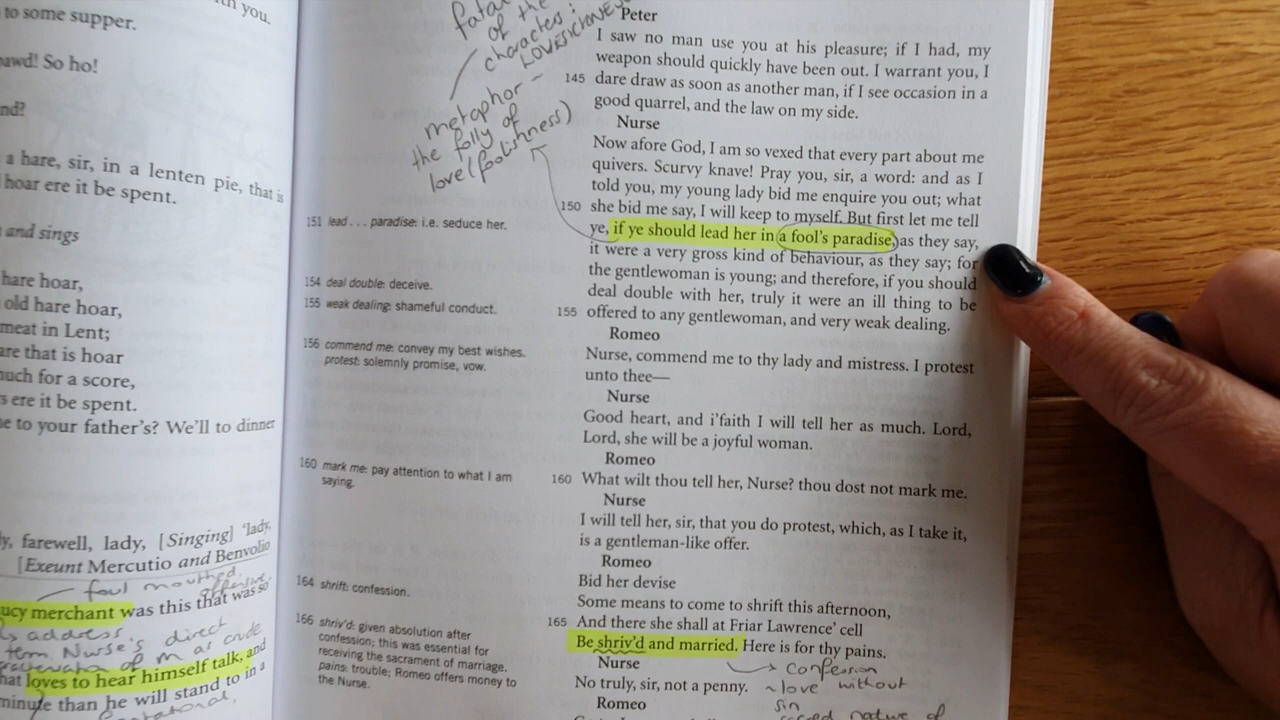 to some supper.
So ho!
nd?
a hare, sir, in a lenten pie, that is
hoar ere it be spent.
and sings
hare hoar,
old hare hoar,
meat in Lent;
are that is hoar
much for a score,
ere it be spent.
to your father's? We'll to dinner
farewell, lady, [Singing] 'lady,
[Exeunt Mercutio and Benvolio
foul mouthed,
offensive
merchant was this that was so
address
term Nurse's direct
of m as crude
loves to hear himself talk, and
minute than he will stand to in a
of the
character:
metaphor
the folly of
love (foolishness)
151 lead . . . paradise: i.e. seduce her.
154 deal double: deceive.
155 weak dealing: shameful conduct.
156 commend me: convey my best wishes.
protest: solemnly promise, vow.
160 mark me: pay attention to what I am
saying.
164 shrift: confession.
166 shriv'd: given absolution after
confession; this was essential for
receiving the sacrament of marriage.
pains: trouble; Romeo offers money to
the Nurse.
Peter
I saw no man use you at his pleasure; if I had, my
weapon should quickly have been out. I warrant you, I
145 dare draw as soon as another man, if I see occasion in a
good quarrel, and the law on my side.
Nurse
Now afore God, I am so vexed that every part about me
quivers. Scurvy knave! Pray you, sir, a word: and as I
told you, my young lady bid me enquire you out; what
150 she bid me say, I will keep to myself. But first let me tell
ye, if ye should lead her in a fool's paradise, as they say,
it were a very gross kind of behaviour, as they say; for
the gentlewoman is young; and therefore, if you should
deal double with her, truly it were an ill thing to be
155 offered to any gentlewoman, and very weak dealing.
Romeo
Nurse, commend me to thy lady and mistress. I protest
unto thee—
Nurse
Good heart, and i'faith I will tell her as much. Lord,
Lord, she will be a joyful woman.
Romeo
160 What wilt thou tell her, Nurse? thou dost not mark me.
Nurse
I will tell her, sir, that you do protest, which, as I take it,
is a gentleman-like offer.
Romeo
Bid her devise
Some means to come to shrift this afternoon,
165 And there she shall at Friar Lawrence' cell
Be shriv'd and married. Here is for thy pains.
Nurse
No truly, sir, not a penny.
Romeo
confession
~love without
sin
nature of